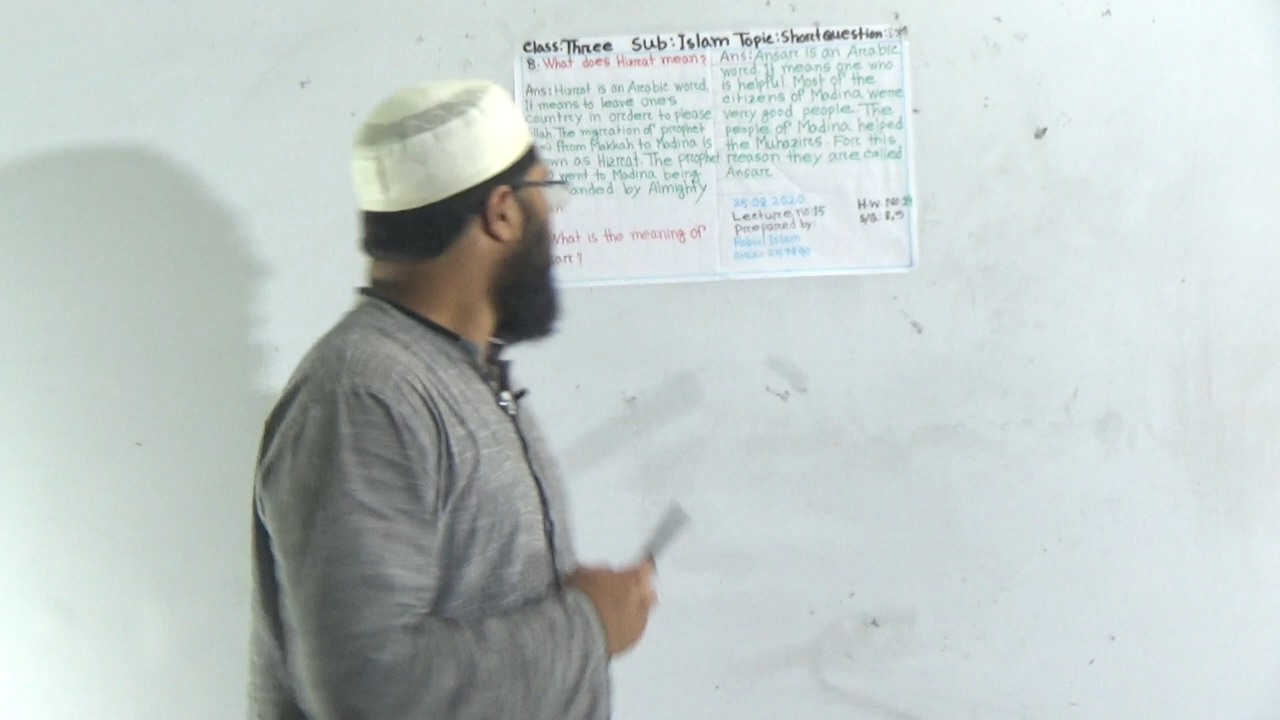 Class:Three Sub:Islam Topic:Short question
8. What does Hizrat mean?
Ans: Hizrat is an Arabic word.
It means to leave one's
country in order to please
The migration of prophet
from Makkah to Madina is
as Hizrat. The prophet
went to Madina being
by Almighty
What is the meaning of
Ans: Ansar is an Arabic
word. It means one who
is helpful. Most of the
citizens of Madina were
very good people. The
people of Madina helped
the Muhazirs. For this
reason they are called
Ansar
25.08.2020
Lecture no:15
prepared by
Robiul Islam
H.W. No: